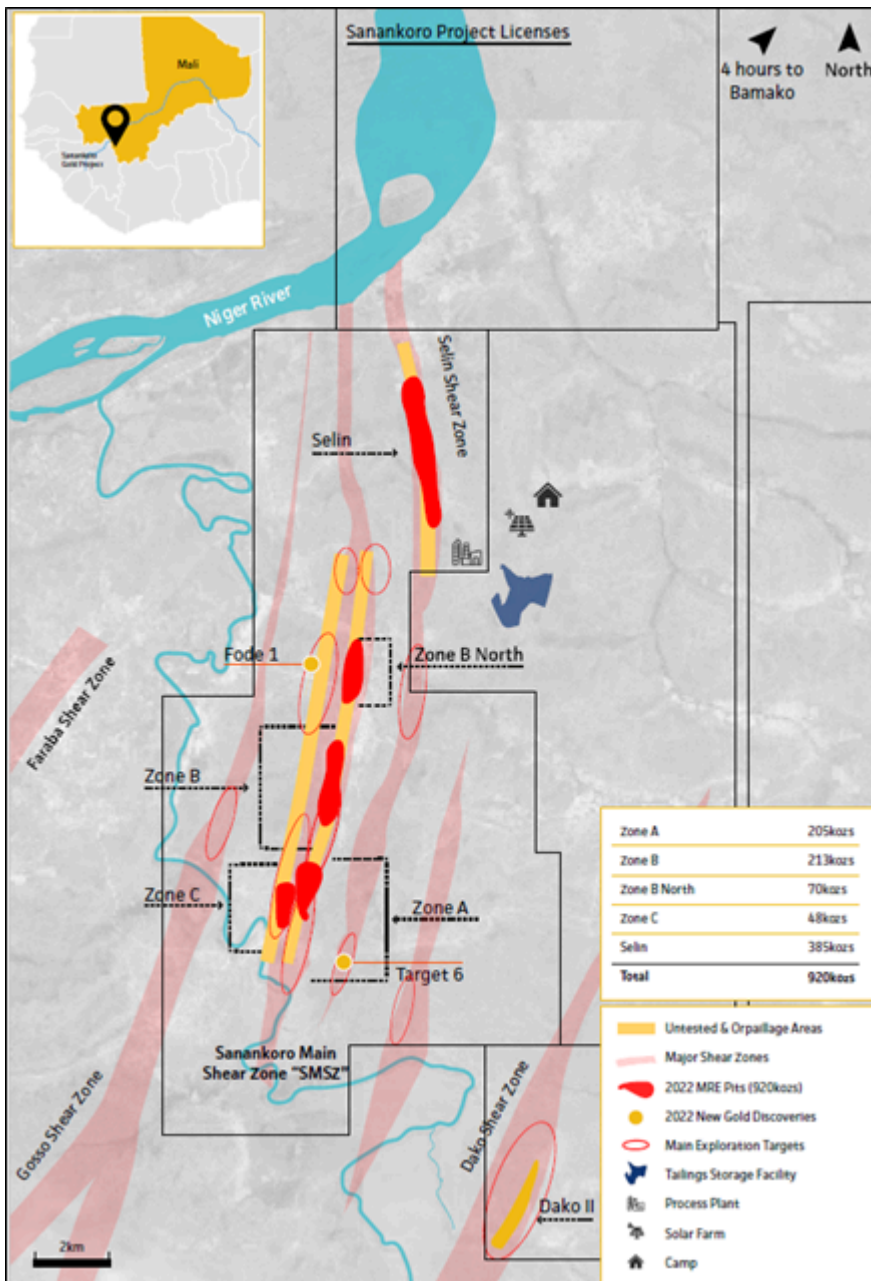 Sanankoro Project Licenses
4 hours to
Bamako
North
Mali
Sanankoro
Gold Project
Niger River
Selin Shear Zone
Selin
Fode 1
Zone B North
Faraba Shear Zone
Zone B
Zone C
Zone A
Target 6
Sanankoro Main
Shear Zone "SMSZ"
Gosso Shear Zone
Dako Shear Zone
Dako II
2km
Zone A 205kozs
Zone B 213kozs
Zone B North 70kozs
Zone C 48kozs
Selin 385kozs
Total 920kozs
Untested & Orpaillage Areas
Major Shear Zones
2022 MRE Pits (920kozs)
2022 New Gold Discoveries
Main Exploration Targets
Tailings Storage Facility
Process Plant
Solar Farm
Camp